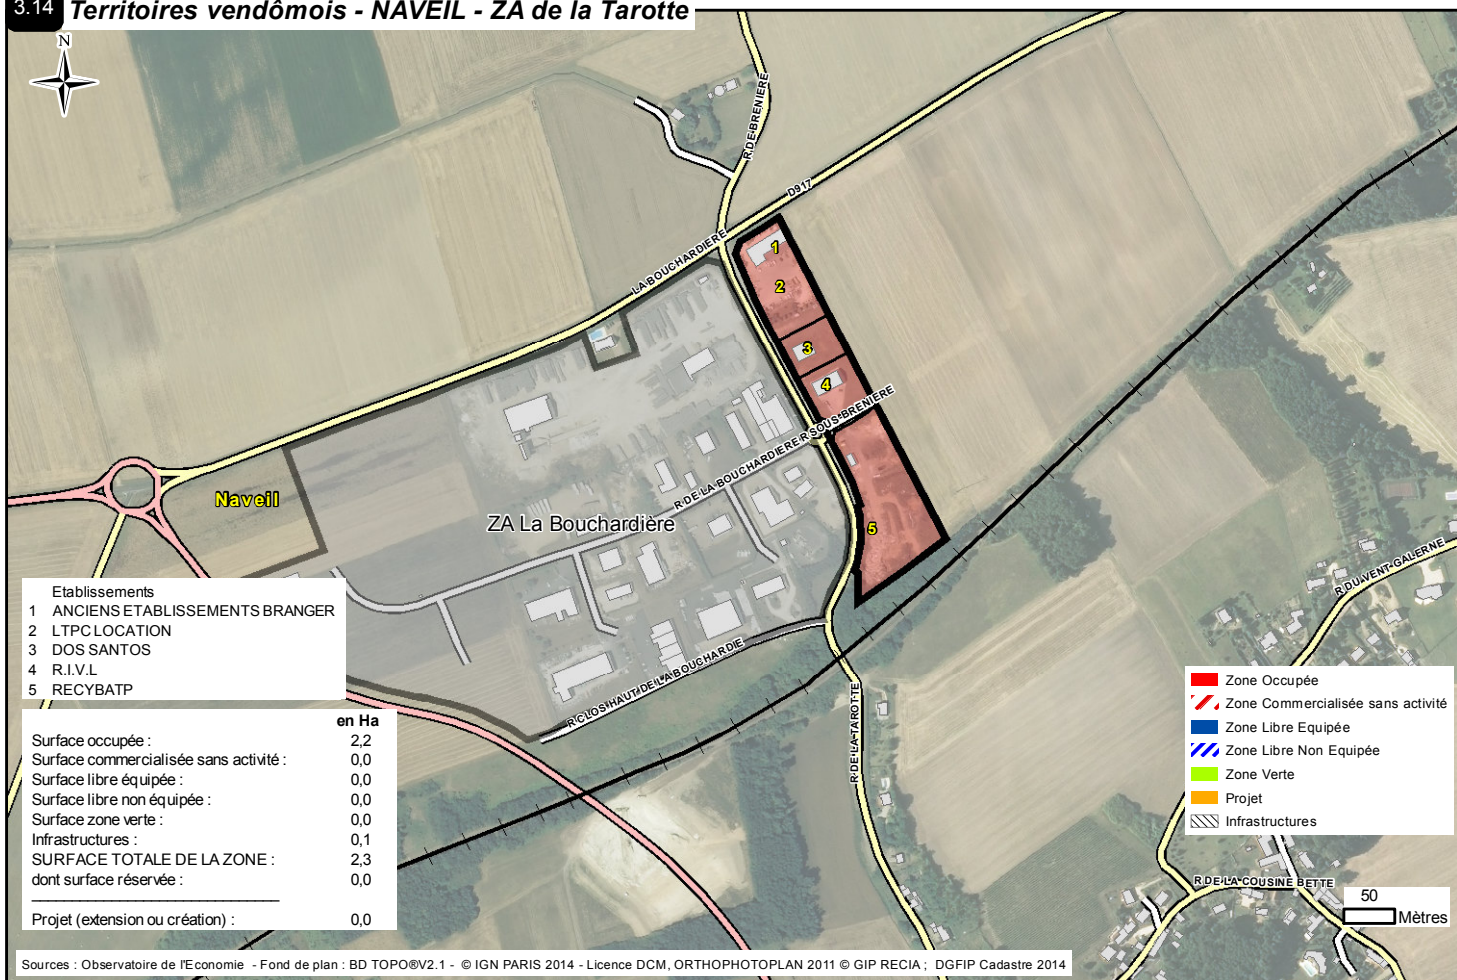 3.14 Territoires vendômois - NAVEIL - ZA de la Tarotte
N
R DE BRENIERE
D917
LA BOUCHARDIERE
1
2
3
4
R SOUS BRENIERE
R DE LA BOUCHARDIERE
Naveil
ZA La Bouchardière
5
R DU VENT GALERNE
R CLOS HAUT DE LA BOUCHARDIE
R DE LA TAROTTE
R DE LA COUSINE BETTE
Etablissements
1 ANCIENS ETABLISSEMENTS BRANGER
2 LTPC LOCATION
3 DOS SANTOS
4 R.I.V.L
5 RECYBATP
en Ha
Surface occupée : 2,2
Surface commercialisée sans activité : 0,0
Surface libre équipée : 0,0
Surface libre non équipée : 0,0
Surface zone verte : 0,0
Infrastructures : 0,1
SURFACE TOTALE DE LA ZONE : 2,3
dont surface réservée : 0,0
Projet (extension ou création) : 0,0
Zone Occupée
Zone Commercialisée sans activité
Zone Libre Equipée
Zone Libre Non Equipée
Zone Verte
Projet
Infrastructures
50
Mètres
Sources : Observatoire de l'Economie - Fond de plan : BD TOPO®V2.1 - © IGN PARIS 2014 - Licence DCM, ORTHOPHOTOPLAN 2011 © GIP RECIA ; DGFIP Cadastre 2014